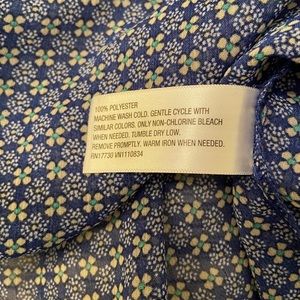 100% POLYESTER
MACHINE WASH COLD. GENTLE CYCLE WITH
SIMILAR COLORS. ONLY NON-CHLORINE BLEACH
WHEN NEEDED. TUMBLE DRY LOW.
REMOVE PROMPTLY. WARM IRON WHEN NEEDED.
RN17730 VN1110834